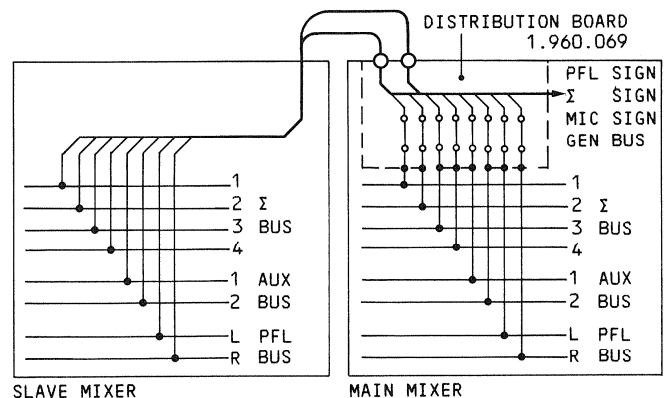 DISTRIBUTION BOARD
1.960.069
PFL SIGN
Σ SIGN
MIC SIGN
GEN BUS
1
2 Σ
3 BUS
4
1 AUX
2 BUS
L PFL
R BUS
SLAVE MIXER
1
2 Σ
3 BUS
4
1 AUX
2 BUS
L PFL
R BUS
MAIN MIXER